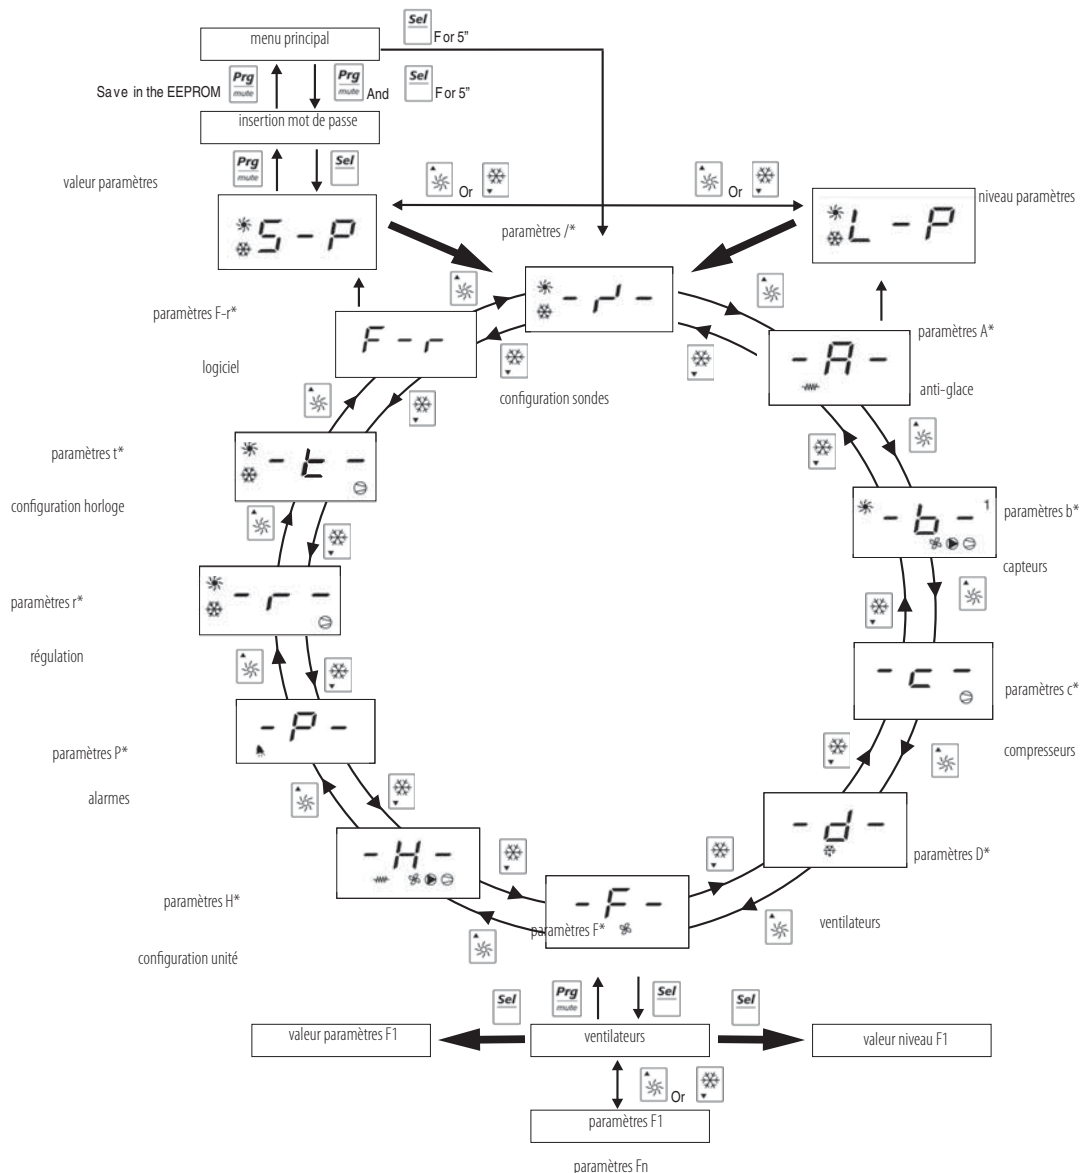 Sel
menu principal
For 5"
Save in the EEPROM
Prg
mute
Prg
mute
And
Sel
For 5"
insertion mot de passe
Prg
mute
Sel
valeur paramètres
Or
Or
niveau paramètres
S - P
L - P
paramètres /*
- / -
paramètres F-r*
F - r
paramètres A*
- A -
logiciel
configuration sondes
anti-glace
paramètres t*
- t -
configuration horloge
- b - 1
paramètres b*
capteurs
paramètres r*
- r -
régulation
- c -
paramètres c*
paramètres P*
- P -
compresseurs
alarmes
- d -
paramètres D*
- H -
paramètres H*
- F -
paramètres F*
ventilateurs
configuration unité
Sel
Prg
mute
Sel
Sel
valeur paramètres F1
ventilateurs
valeur niveau F1
Or
paramètres F1
paramètres Fn